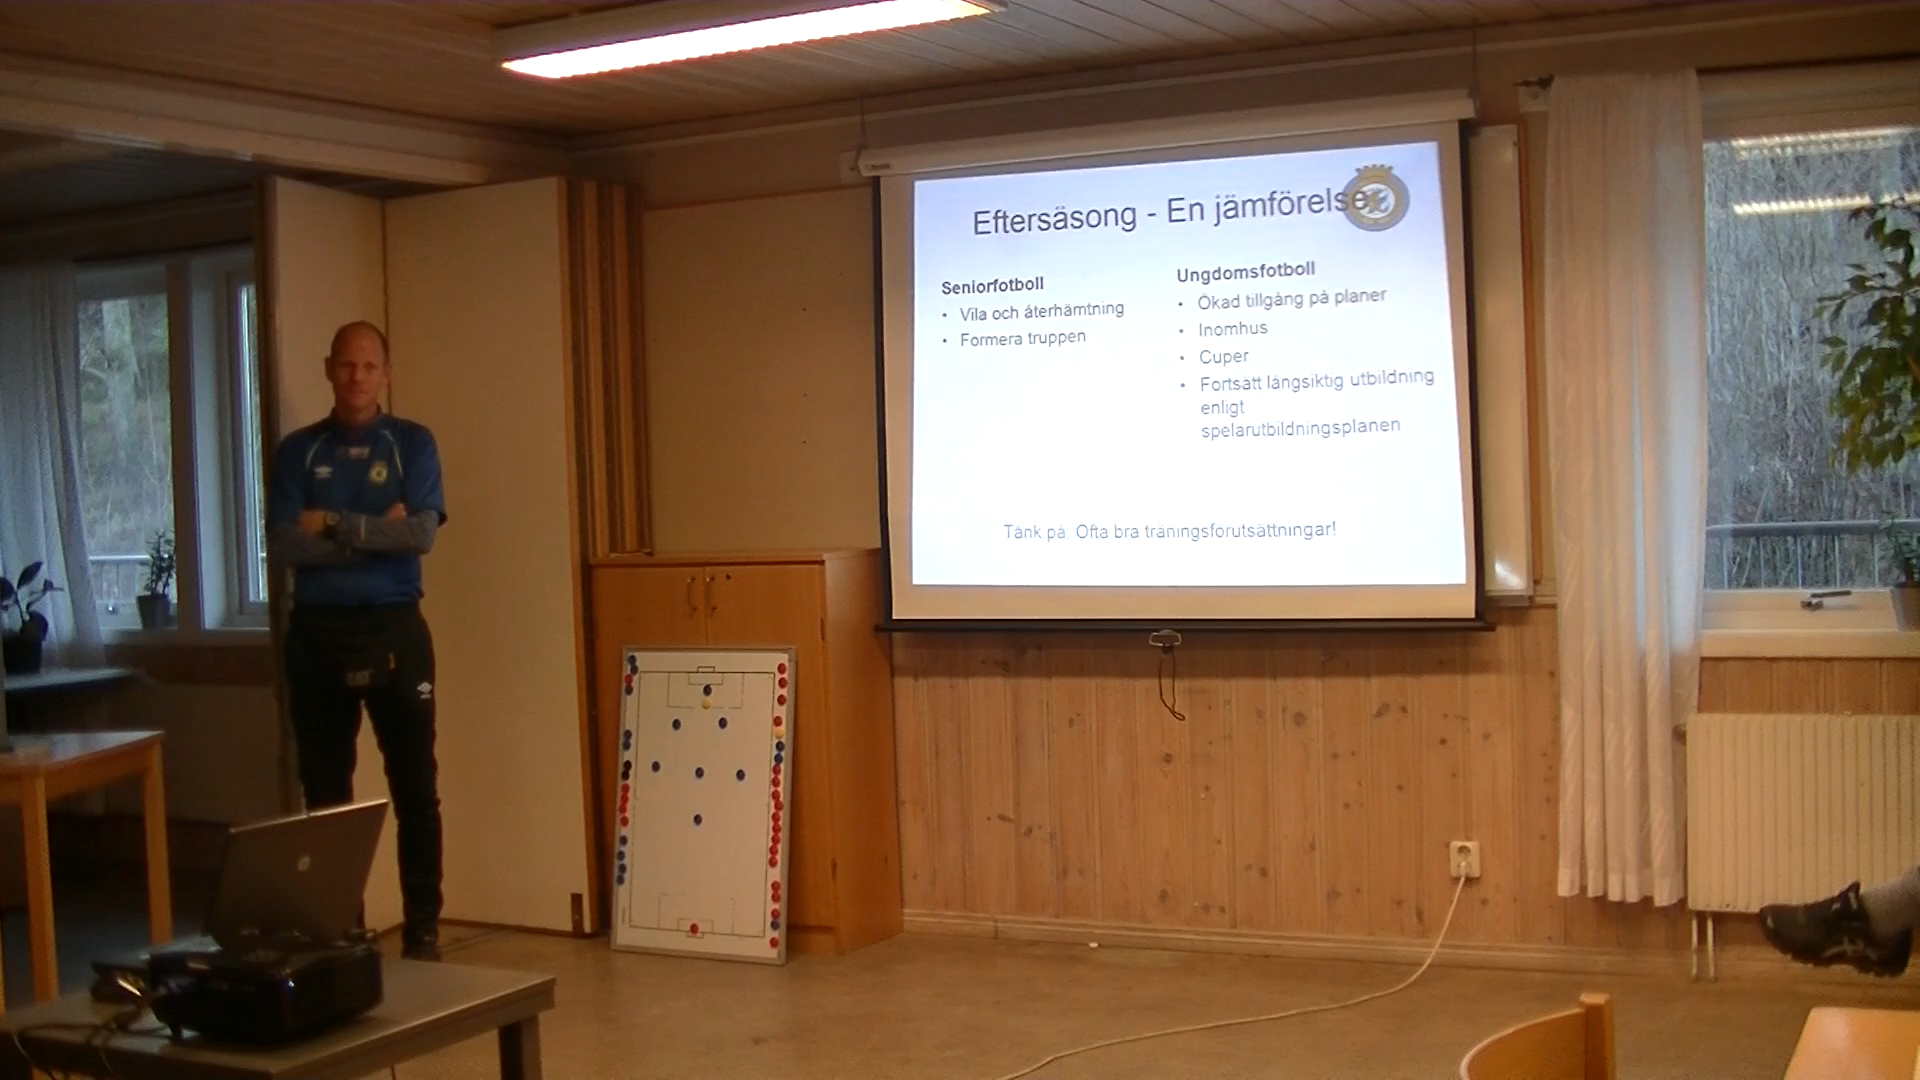 Eftersäsong - En jämförelse
Seniorfotboll
• Vila och återhämtning
• Formera truppen
Ungdomsfotboll
• Ökad tillgång på planer
• Inomhus
• Cuper
• Fortsatt långsiktig utbildning
enligt
spelarutbildningsplanen
Tänk på: Ofta bra träningsförutsättningar!